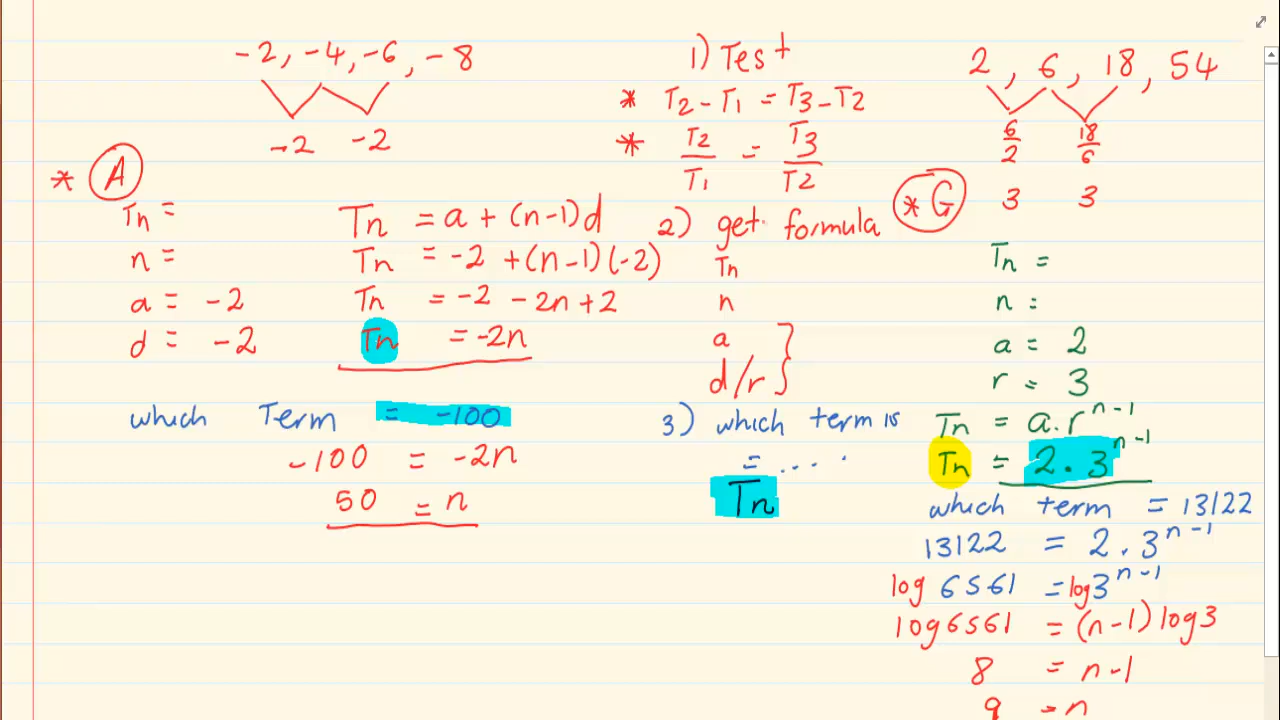 -2, -4, -6, -8
-2 -2
* A
Tn =
n =
a = -2
d = -2
Tn = a + (n-1)d
Tn = -2 + (n-1)(-2)
Tn = -2 - 2n + 2
Tn = -2n
which Term = -100
-100 = -2n
50 = n
1) Test
* T2 - T1 = T3 - T2
* T2/T1 = T3/T2
2) get formula
Tn
n
a
d/r
3) which term is
= ....
Tn
2, 6, 18, 54
6/2 18/6
* G 3 3
Tn =
n =
a = 2
r = 3
Tn = a.r^n-1
Tn = 2.3^n-1
which term = 13122
13122 = 2.3^n-1
log 6561 = log 3^n-1
log 6561 = (n-1) log 3
8 = n-1
9 = n